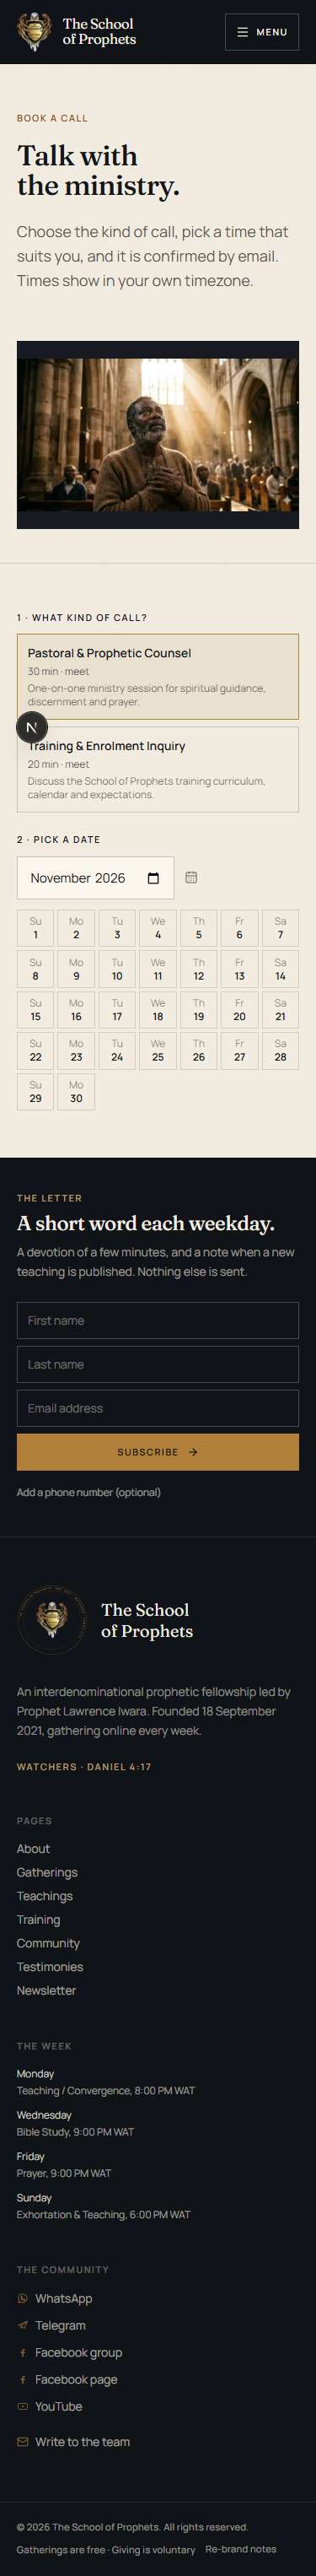 The School
of Prophets
MENU
BOOK A CALL
Talk with
the ministry.
Choose the kind of call, pick a time that
suits you, and it is confirmed by email.
Times show in your own timezone.
1 · WHAT KIND OF CALL?
Pastoral & Prophetic Counsel
30 min · meet
One-on-one ministry session for spiritual guidance,
discernment and prayer.
N
Training & Enrolment Inquiry
20 min · meet
Discuss the School of Prophets training curriculum,
calendar and expectations.
2 · PICK A DATE
November 2026
Su Mo Tu We Th Fr Sa
1 2 3 4 5 6 7
Su Mo Tu We Th Fr Sa
8 9 10 11 12 13 14
Su Mo Tu We Th Fr Sa
15 16 17 18 19 20 21
Su Mo Tu We Th Fr Sa
22 23 24 25 26 27 28
Su Mo
29 30
THE LETTER
A short word each weekday.
A devotion of a few minutes, and a note when a new
teaching is published. Nothing else is sent.
First name
Last name
Email address
SUBSCRIBE →
Add a phone number (optional)
The School
of Prophets
An interdenominational prophetic fellowship led by
Prophet Lawrence Iwara. Founded 18 September
2021, gathering online every week.
WATCHERS · DANIEL 4:17
PAGES
About
Gatherings
Teachings
Training
Community
Testimonies
Newsletter
THE WEEK
Monday
Teaching / Convergence, 8:00 PM WAT
Wednesday
Bible Study, 9:00 PM WAT
Friday
Prayer, 9:00 PM WAT
Sunday
Exhortation & Teaching, 6:00 PM WAT
THE COMMUNITY
WhatsApp
Telegram
Facebook group
Facebook page
YouTube
Write to the team
© 2026 The School of Prophets. All rights reserved.
Gatherings are free · Giving is voluntary Re-brand notes